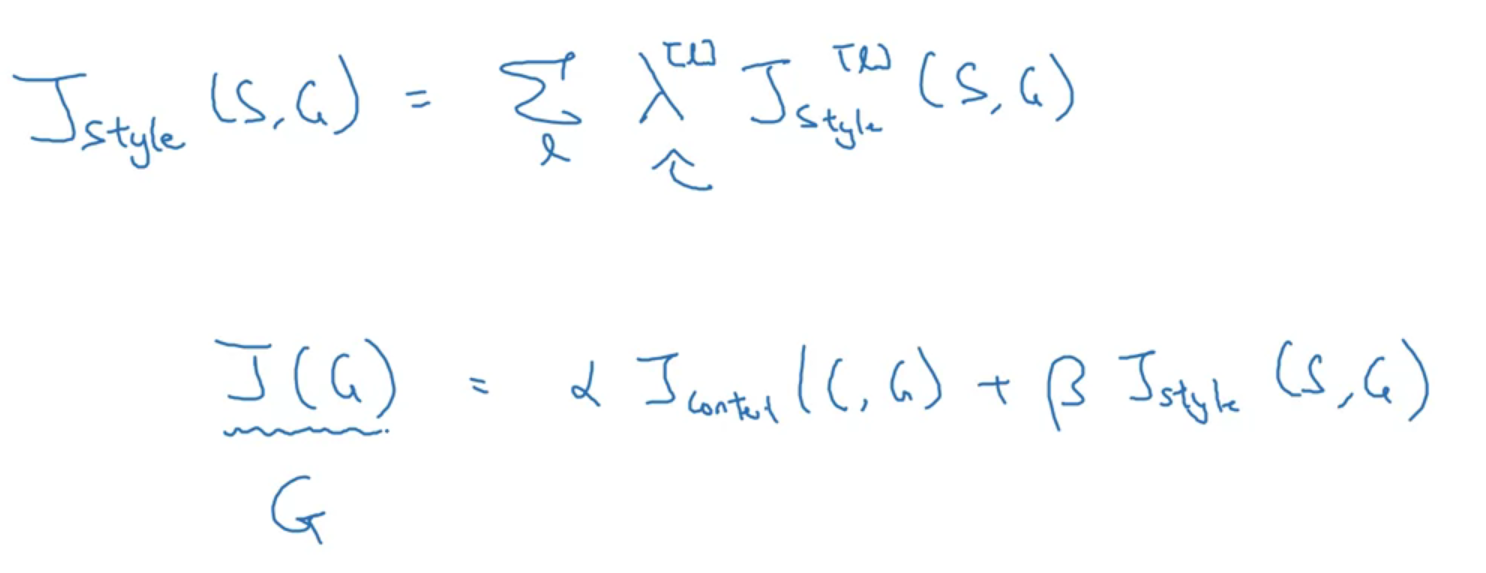 J_style (S,G) = Σ_l λ^[l] J_style^[l] (S,G)
J(G) = α J_content (C,G) + β J_style (S,G)
G